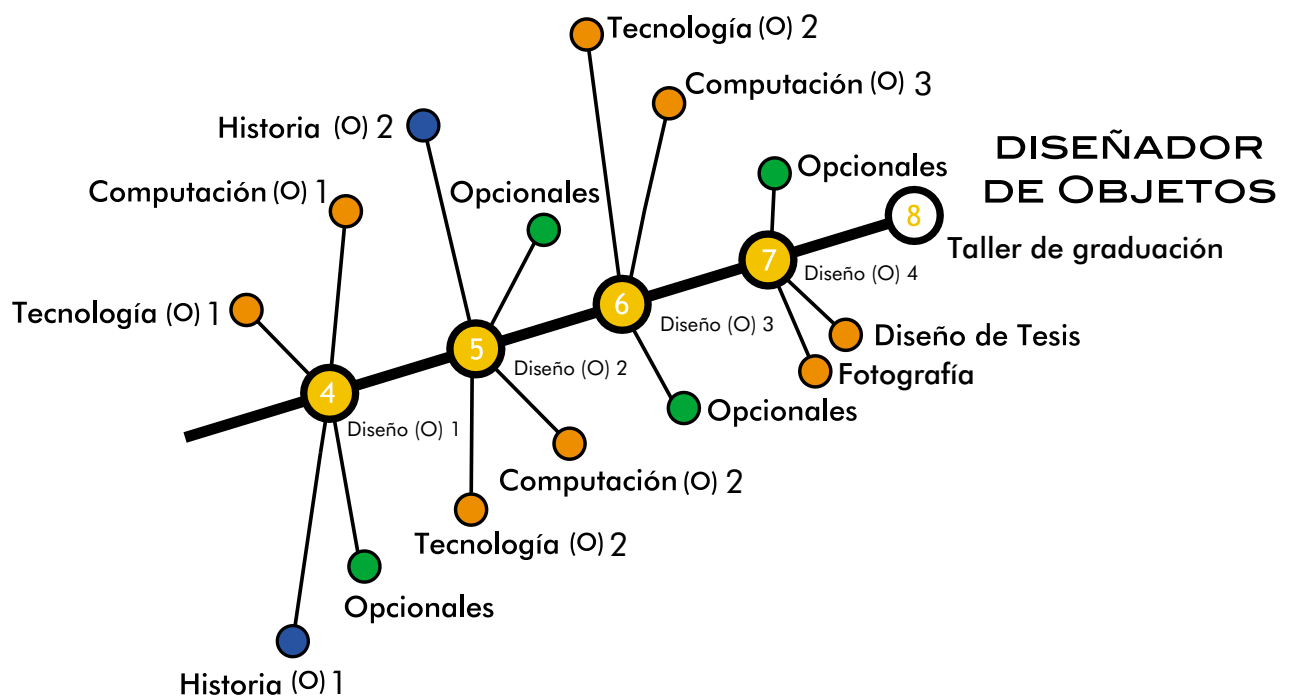 Tecnología (O) 2
Computación (O) 3
Historia (O) 2
DISEÑADOR
DE OBJETOS
Opcionales
Computación (O) 1
Opcionales
8
Taller de graduación
7
Diseño (O) 4
Tecnología (O) 1
6
Diseño (O) 3
Diseño de Tesis
5
Diseño (O) 2
Fotografía
4
Diseño (O) 1
Opcionales
Computación (O) 2
Tecnología (O) 2
Opcionales
Historia (O) 1